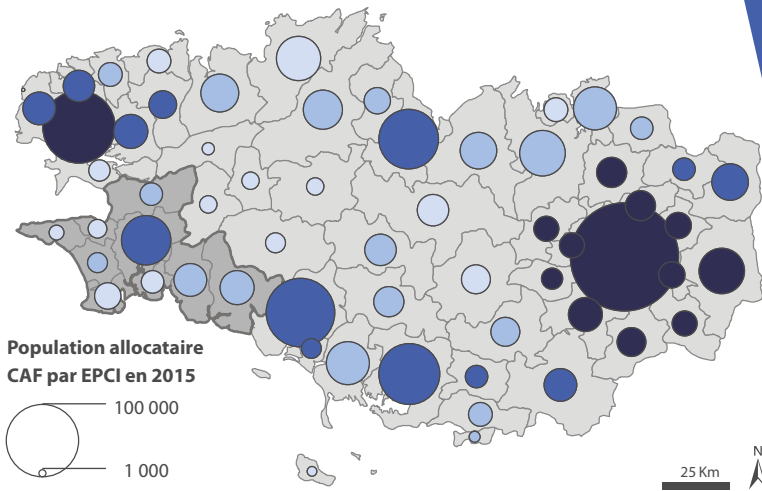 Population allocataire
CAF par EPCI en 2015
100 000
1 000
25 Km
N